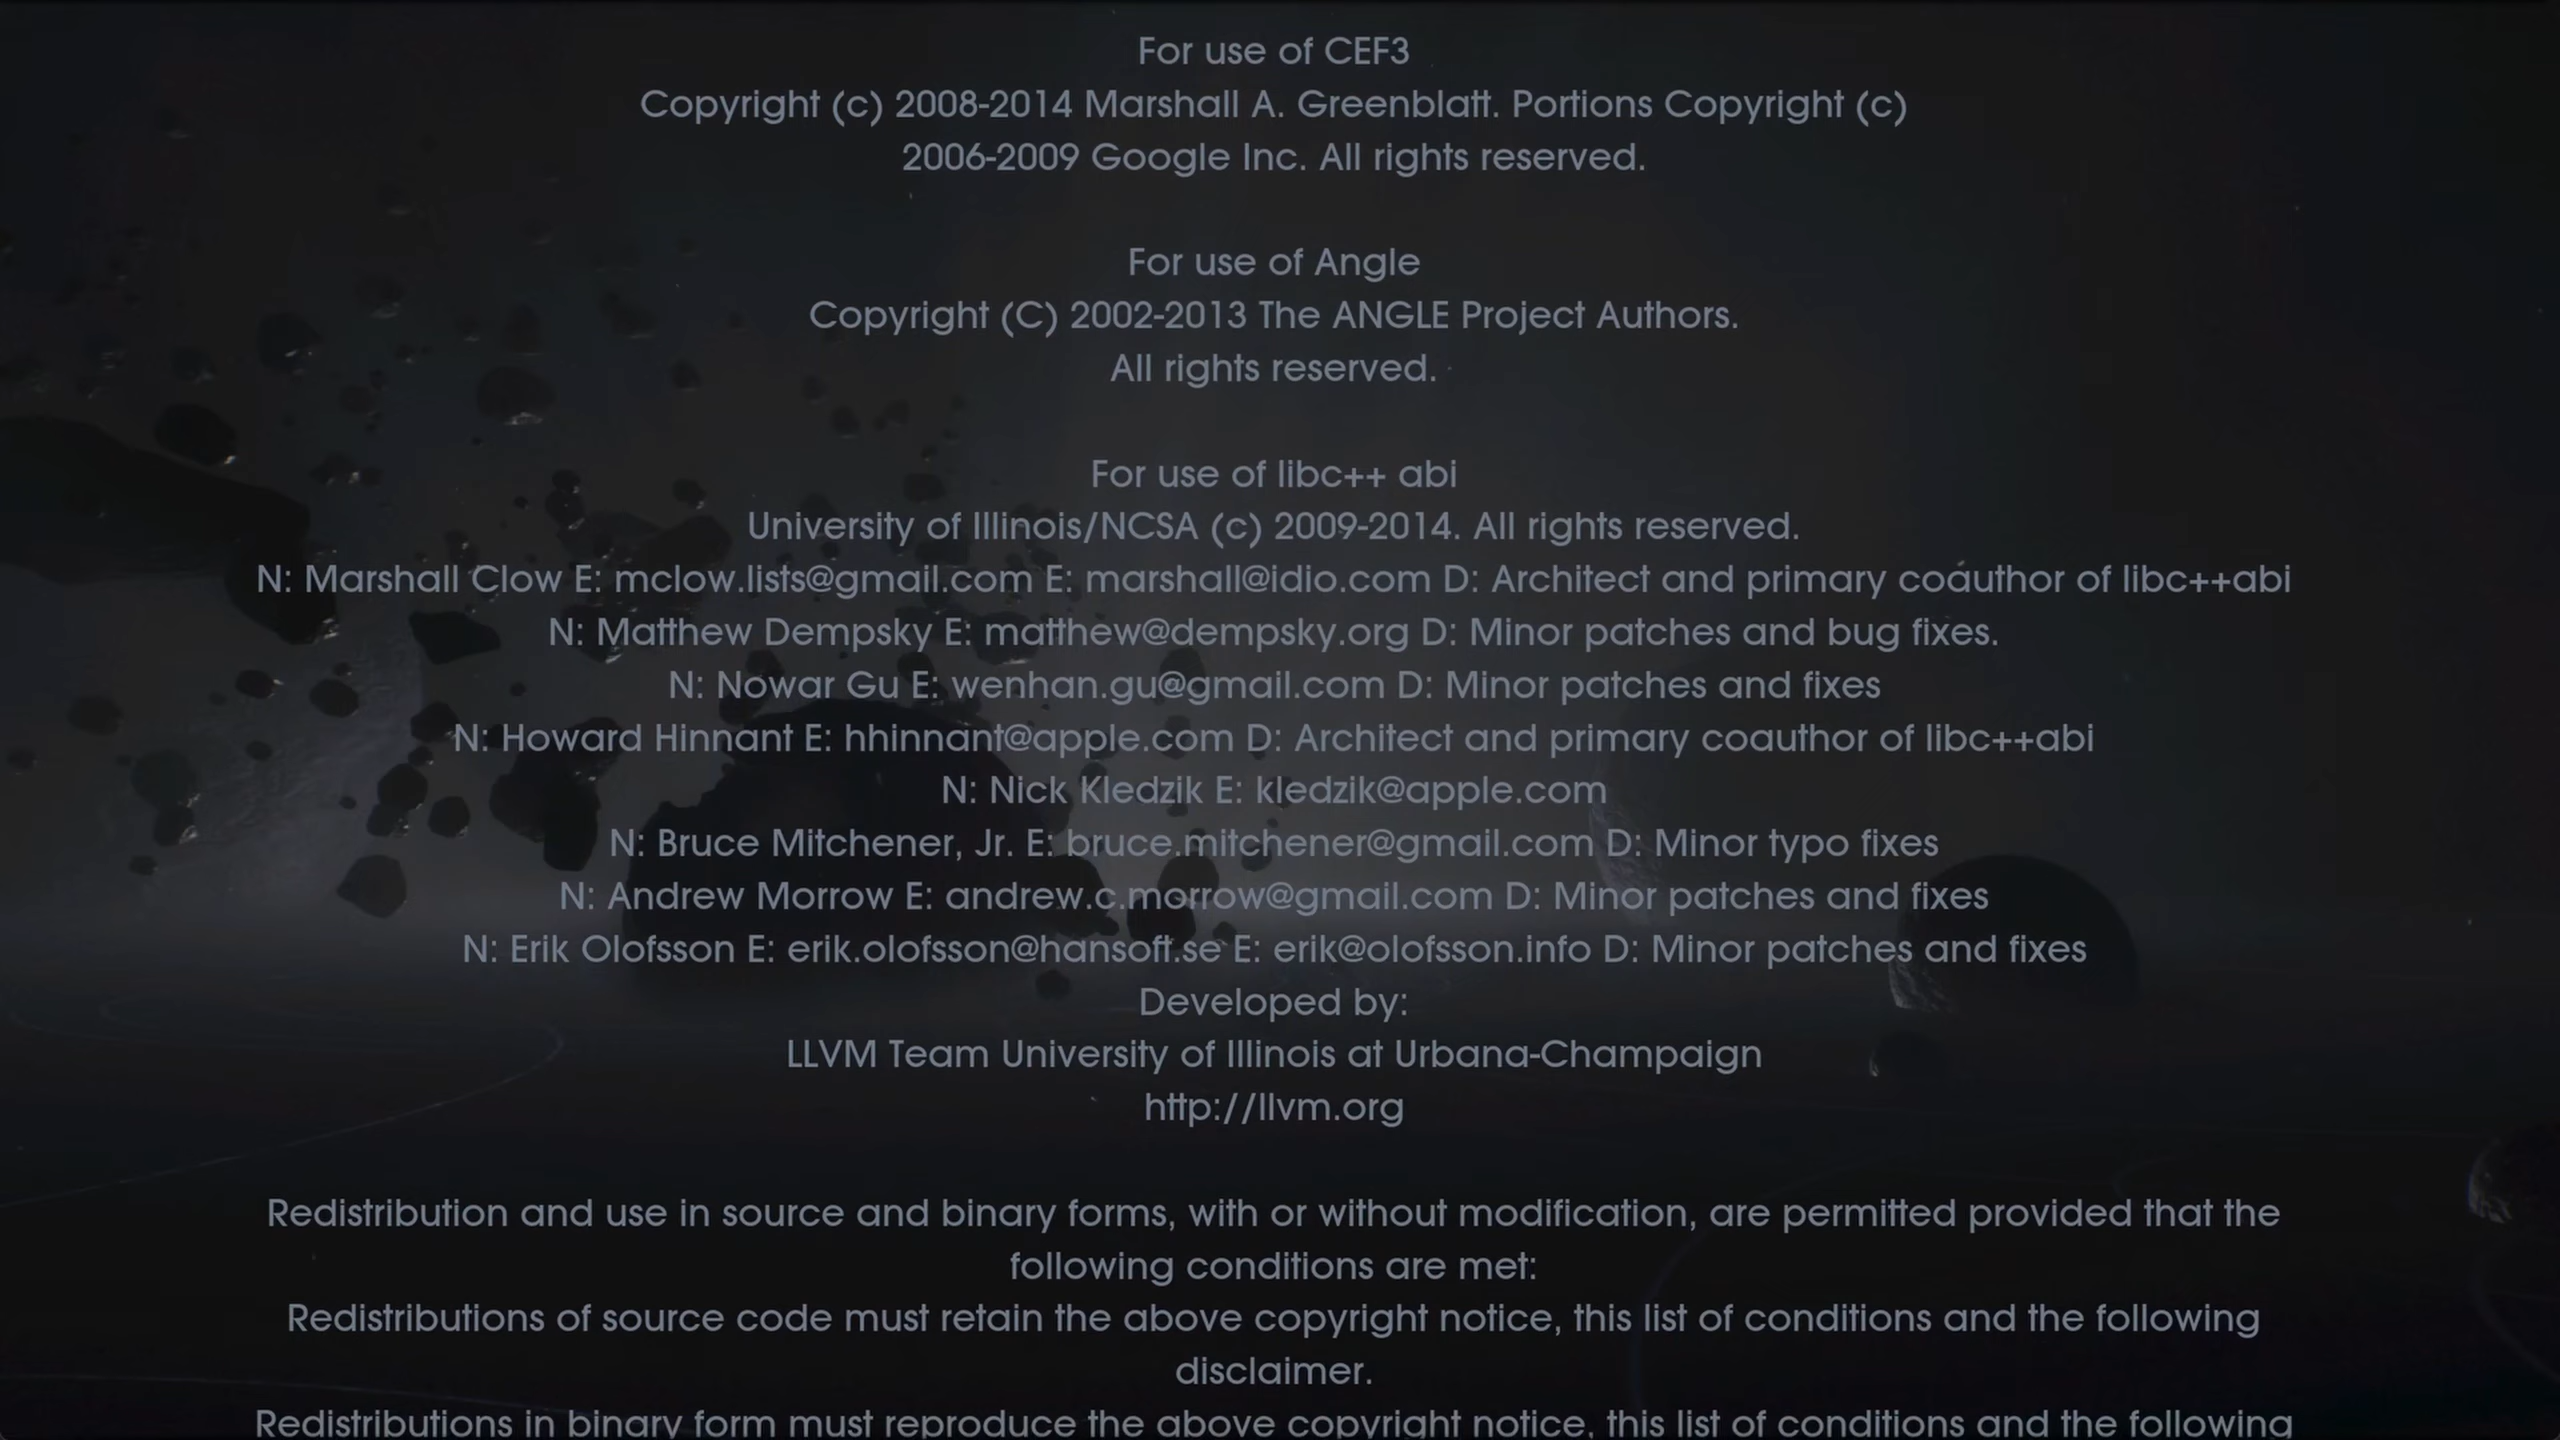 For use of CEF3
Copyright (c) 2008-2014 Marshall A. Greenblatt. Portions Copyright (c)
2006-2009 Google Inc. All rights reserved.
For use of Angle
Copyright (C) 2002-2013 The ANGLE Project Authors.
All rights reserved.
For use of libc++ abi
University of Illinois/NCSA (c) 2009-2014. All rights reserved.
N: Marshall Clow E: mclow.lists@gmail.com E: marshall@idio.com D: Architect and primary coauthor of libc++abi
N: Matthew Dempsky E: matthew@dempsky.org D: Minor patches and bug fixes.
N: Nowar Gu E: wenhan.gu@gmail.com D: Minor patches and fixes
N: Howard Hinnant E: hhinnant@apple.com D: Architect and primary coauthor of libc++abi
N: Nick Kledzik E: kledzik@apple.com
N: Bruce Mitchener, Jr. E: bruce.mitchener@gmail.com D: Minor typo fixes
N: Andrew Morrow E: andrew.c.morrow@gmail.com D: Minor patches and fixes
N: Erik Olofsson E: erik.olofsson@hansoft.se E: erik@olofsson.info D: Minor patches and fixes
Developed by:
LLVM Team University of Illinois at Urbana-Champaign
http://llvm.org
Redistribution and use in source and binary forms, with or without modification, are permitted provided that the
following conditions are met:
Redistributions of source code must retain the above copyright notice, this list of conditions and the following
disclaimer.
Redistributions in binary form must reproduce the above copyright notice, this list of conditions and the following